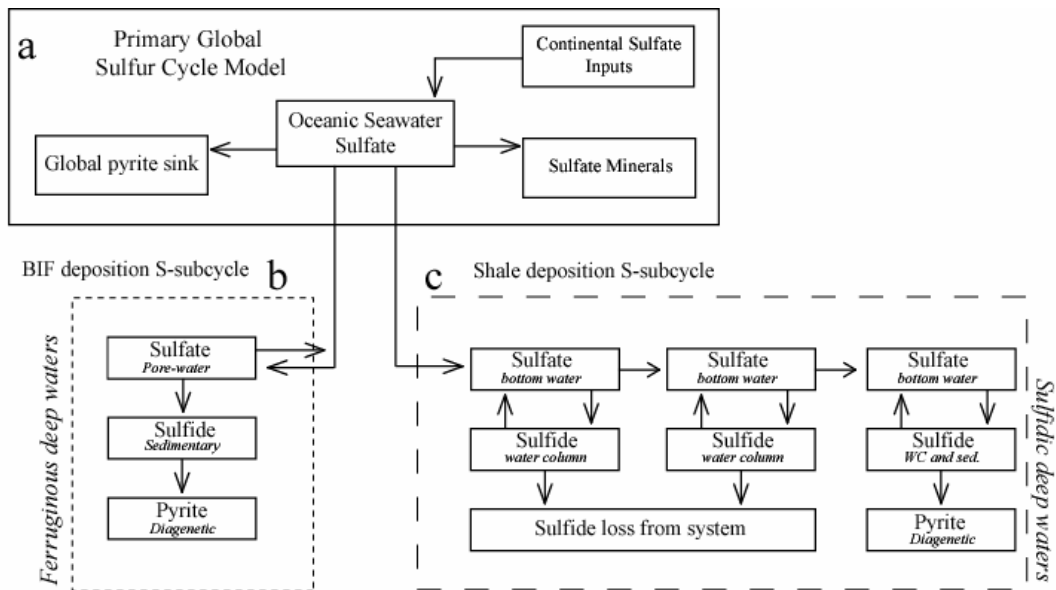 a
Primary Global
Sulfur Cycle Model
Continental Sulfate
Inputs
Oceanic Seawater
Sulfate
Global pyrite sink
Sulfate Minerals
BIF deposition S-subcycle
b
Ferruginous deep waters
Sulfate
Pore-water
Sulfide
Sedimentary
Pyrite
Diagenetic
c
Shale deposition S-subcycle
Sulfate
bottom water
Sulfate
bottom water
Sulfate
bottom water
Sulfide
water column
Sulfide
water column
Sulfide
WC and sed.
Sulfide loss from system
Pyrite
Diagenetic
Sulfidic deep waters